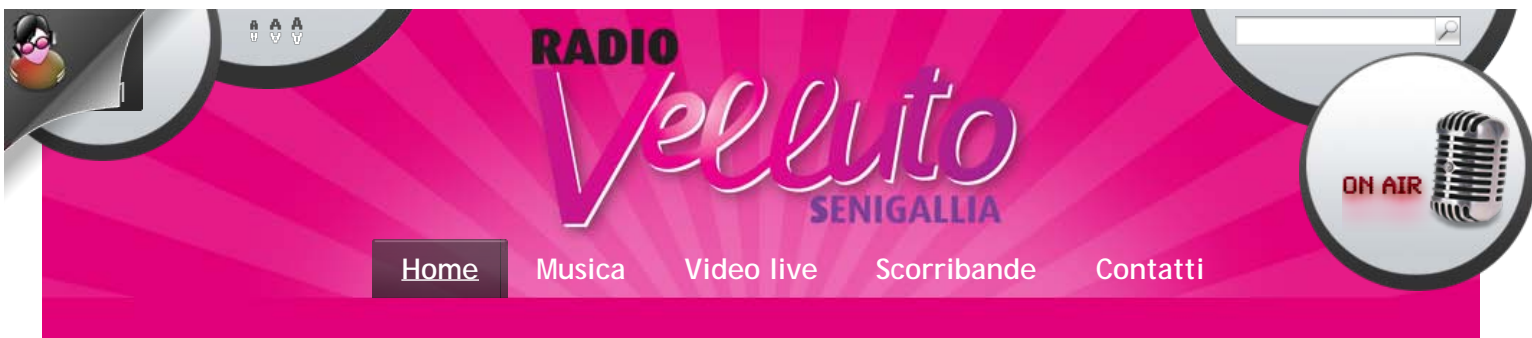 A A A
RADIO
Velluto
SENIGALLIA
ON AIR
Home Musica Video live Scorribande Contatti